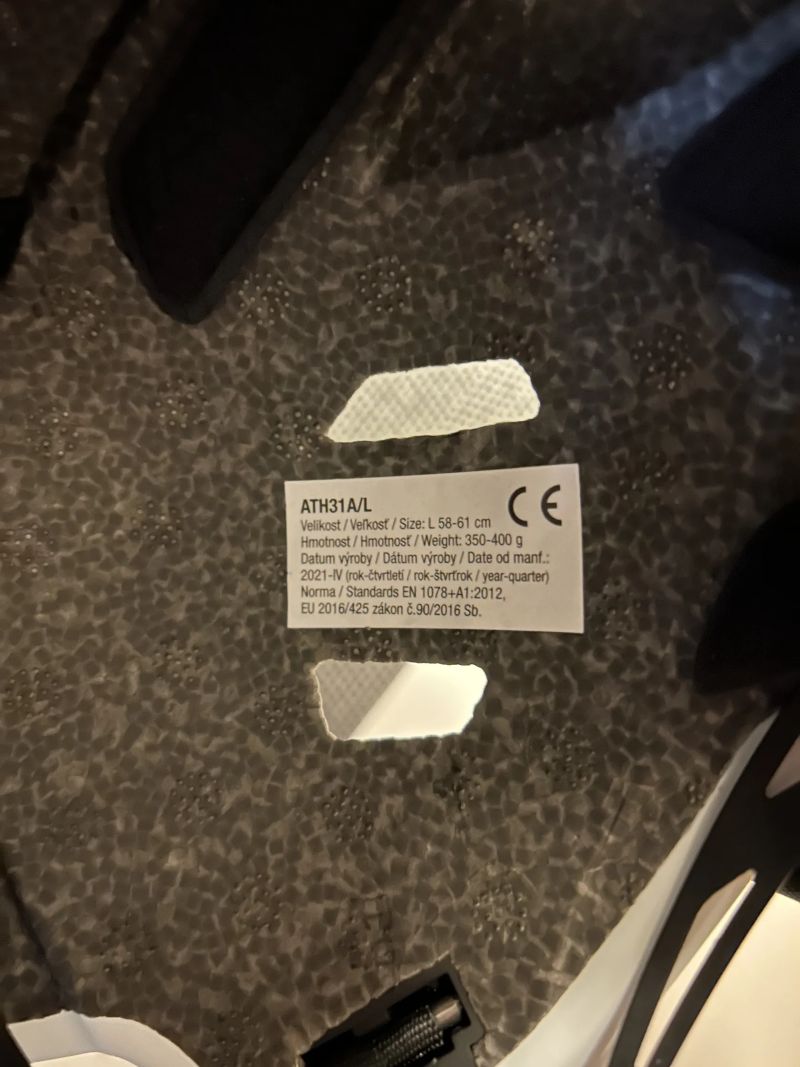 ATH31A/L
CE
Velikost / Veľkosť / Size: L 58-61 cm
Hmotnost / Hmotnosť / Weight: 350-400 g
Datum výroby / Dátum výroby / Date od manf.:
2021-IV (rok-čtvrtletí / rok-štvrťrok / year-quarter)
Norma / Standards EN 1078+A1:2012,
EU 2016/425 zákon č.90/2016 Sb.